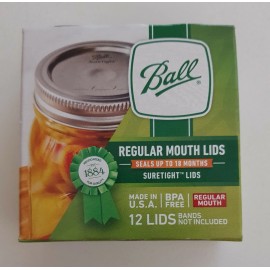 Ball
REGULAR MOUTH LIDS
SEALS UP TO 18 MONTHS
SURETIGHT™ LIDS
1884
MADE IN U.S.A.
BPA FREE
REGULAR MOUTH
12 LIDS
BANDS NOT INCLUDED